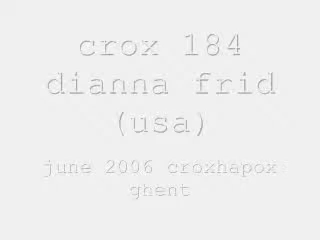 crox 184
dianna frid
(usa)
june 2006 croxhapox
ghent